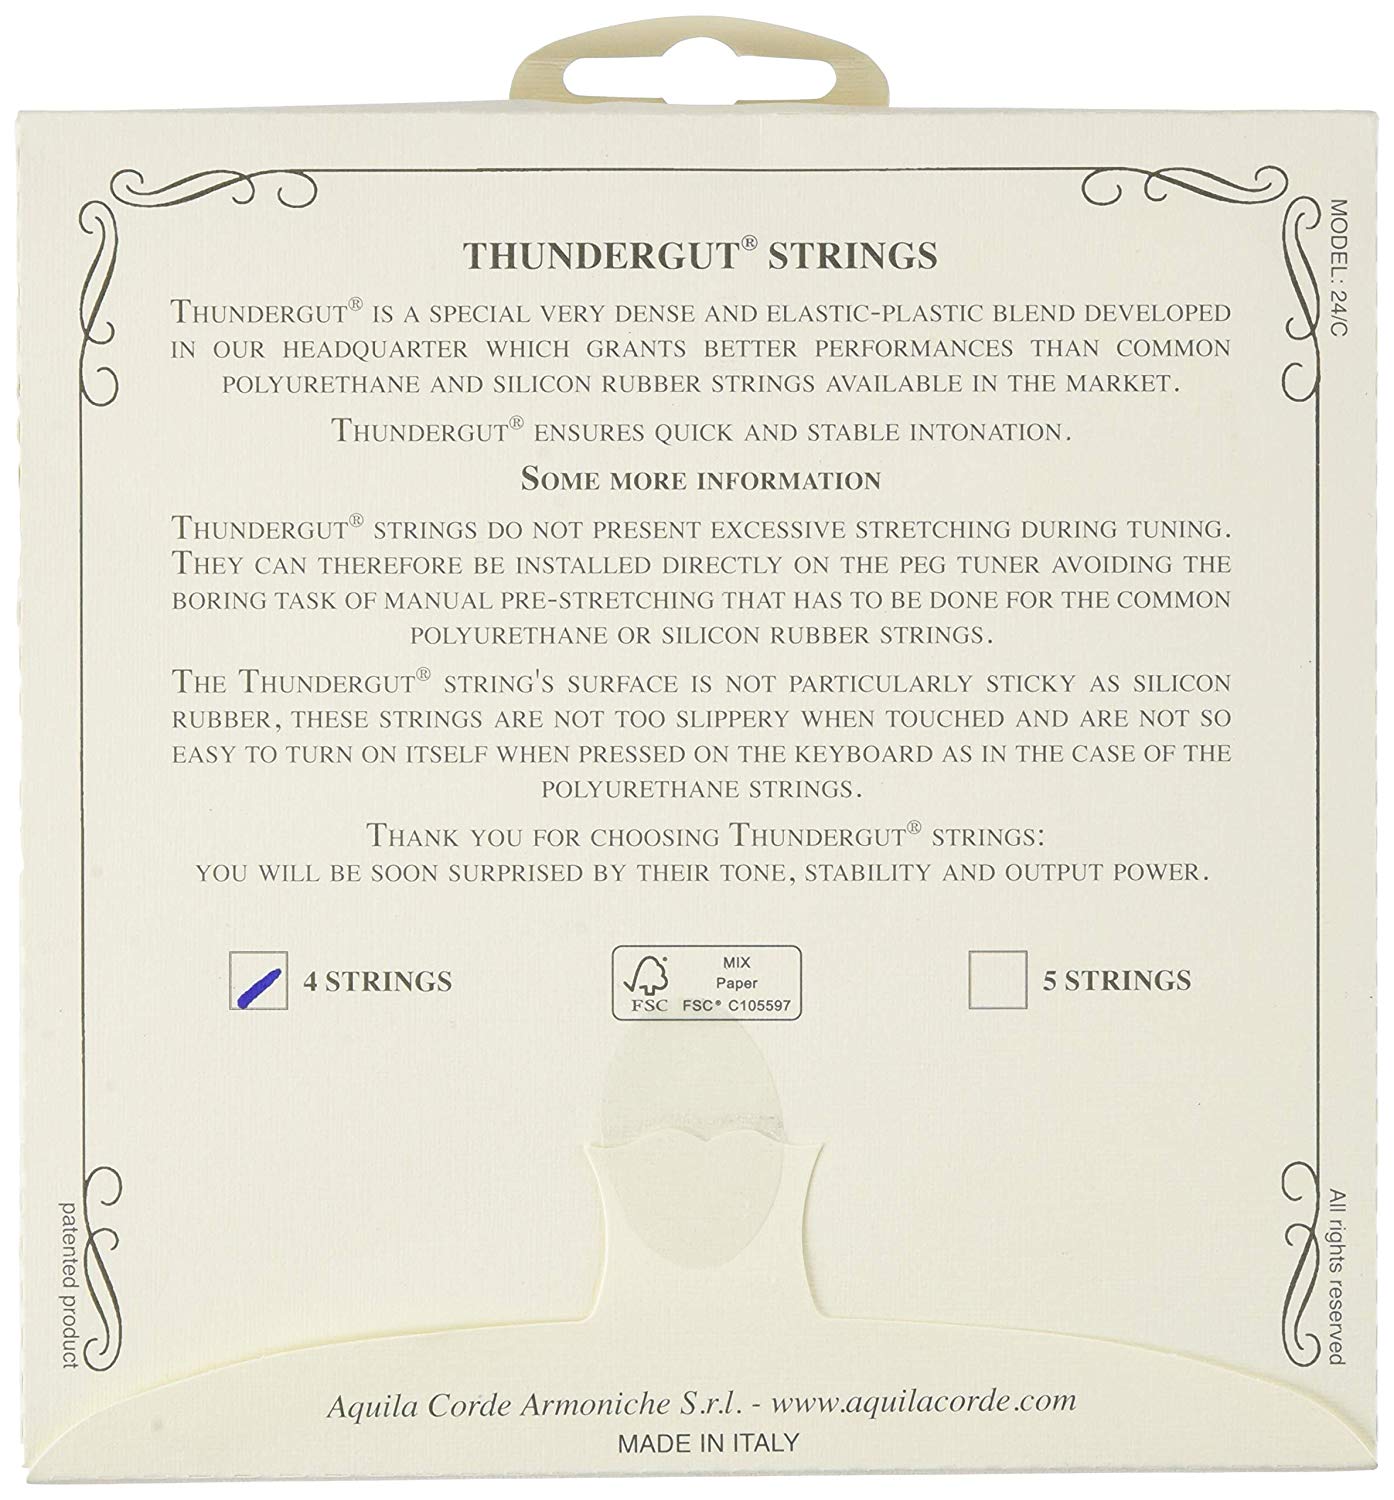 THUNDERGUT® STRINGS
THUNDERGUT® IS A SPECIAL VERY DENSE AND ELASTIC-PLASTIC BLEND DEVELOPED
IN OUR HEADQUARTER WHICH GRANTS BETTER PERFORMANCES THAN COMMON
POLYURETHANE AND SILICON RUBBER STRINGS AVAILABLE IN THE MARKET.
THUNDERGUT® ENSURES QUICK AND STABLE INTONATION.
SOME MORE INFORMATION
THUNDERGUT® STRINGS DO NOT PRESENT EXCESSIVE STRETCHING DURING TUNING.
THEY CAN THEREFORE BE INSTALLED DIRECTLY ON THE PEG TUNER AVOIDING THE
BORING TASK OF MANUAL PRE-STRETCHING THAT HAS TO BE DONE FOR THE COMMON
POLYURETHANE OR SILICON RUBBER STRINGS.
THE THUNDERGUT® STRING'S SURFACE IS NOT PARTICULARLY STICKY AS SILICON
RUBBER, THESE STRINGS ARE NOT TOO SLIPPERY WHEN TOUCHED AND ARE NOT SO
EASY TO TURN ON ITSELF WHEN PRESSED ON THE KEYBOARD AS IN THE CASE OF THE
POLYURETHANE STRINGS.
THANK YOU FOR CHOOSING THUNDERGUT® STRINGS:
YOU WILL BE SOON SURPRISED BY THEIR TONE, STABILITY AND OUTPUT POWER.
4 STRINGS
MIX
Paper
FSC FSC® C105597
5 STRINGS
MODEL: 24/C
patented product
All rights reserved
Aquila Corde Armoniche S.r.l. - www.aquilacorde.com
MADE IN ITALY